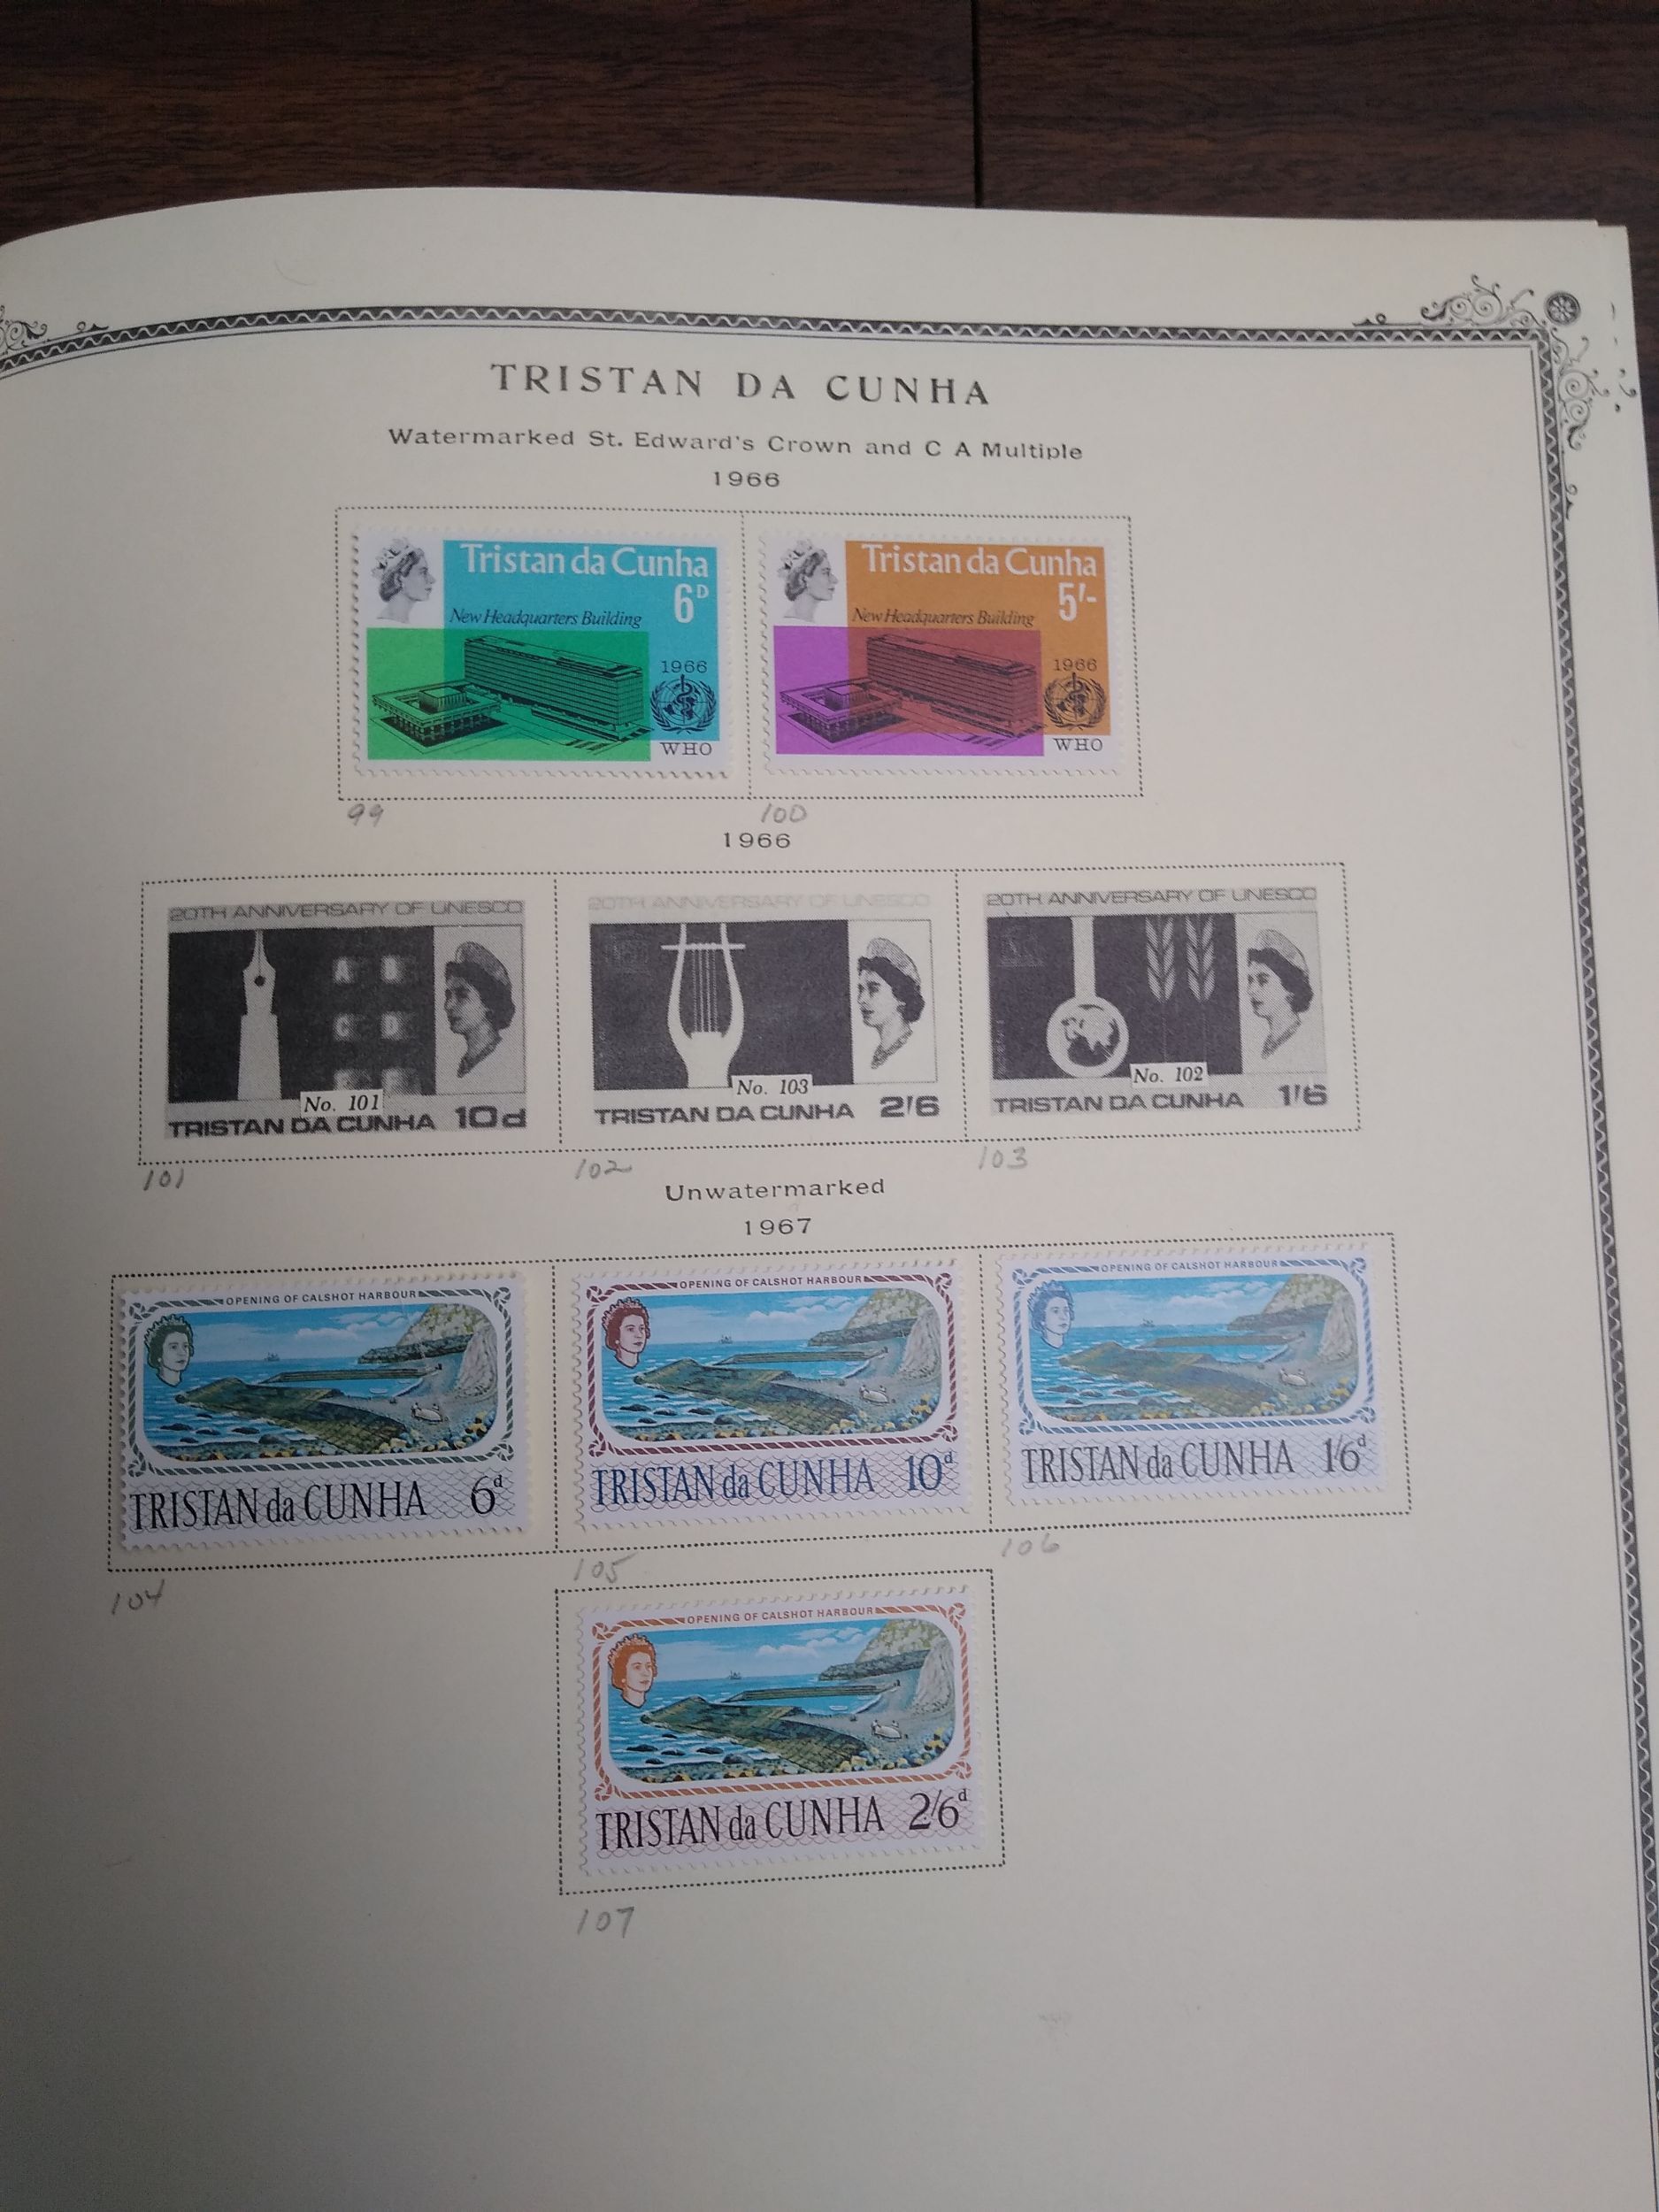 TRISTAN DA CUNHA
Watermarked St. Edward's Crown and C A Multiple
1966
Tristan da Cunha
6D
New Headquarters Building
1966
WHO
Tristan da Cunha
5/-
New Headquarters Building
1966
WHO
99
100
1966
20TH ANNIVERSARY OF UNESCO
A B
C D
No. 101
TRISTAN DA CUNHA 10d
20TH ANNIVERSARY OF UNESCO
No. 103
TRISTAN DA CUNHA 2'6
20TH ANNIVERSARY OF UNESCO
No. 102
TRISTAN DA CUNHA 1'6
101
102
103
Unwatermarked
1967
OPENING OF CALSHOT HARBOUR
TRISTAN da CUNHA 6d
OPENING OF CALSHOT HARBOUR
TRISTAN da CUNHA 10d
OPENING OF CALSHOT HARBOUR
TRISTAN da CUNHA 1/6d
104
105
106
OPENING OF CALSHOT HARBOUR
TRISTAN da CUNHA 2/6d
107